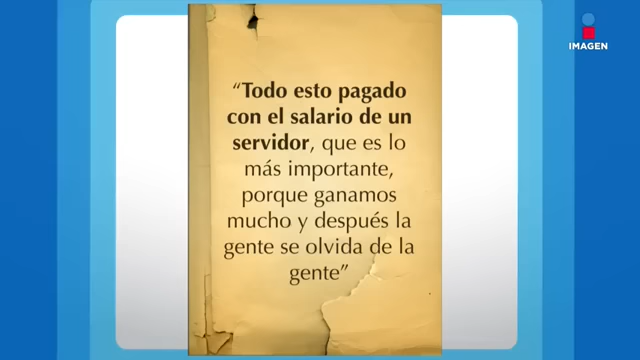 IMAGEN
“Todo esto pagado
con el salario de un
servidor, que es lo
más importante,
porque ganamos
mucho y después la
gente se olvida de la
gente”